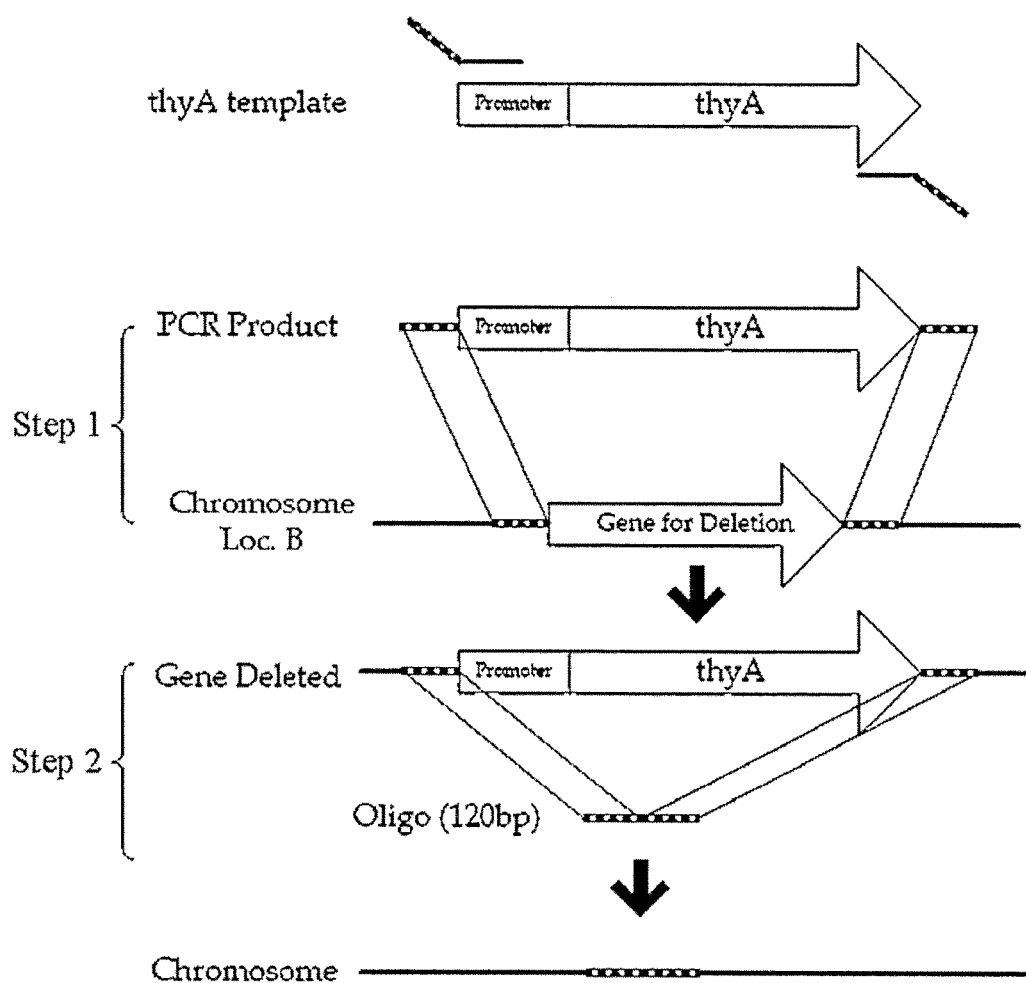 thyA template
Promoter
thyA
Step 1
PCR Product
Promoter
thyA
Chromosome
Loc. B
Gene for Deletion
Step 2
Gene Deleted
Promoter
thyA
Oligo (120bp)
Chromosome